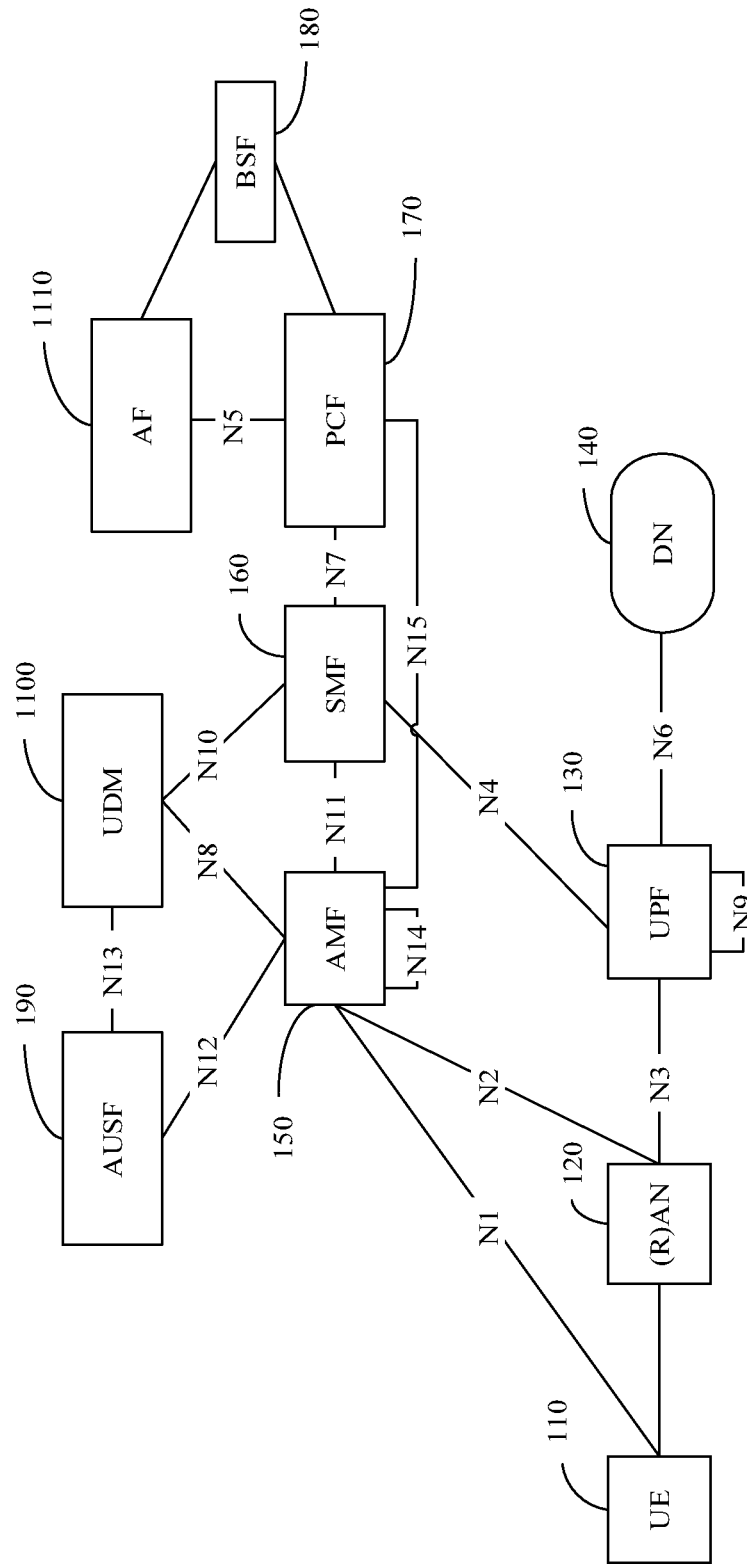 190
1100
1110
AUSF
N13
UDM
AF
180
BSF
N12
N8
N10
160
N5
150
AMF
N11
SMF
N7
PCF
170
N14
N15
N1
N2
N4
110
120
130
140
UE
(R)AN
N3
UPF
N6
DN
N9